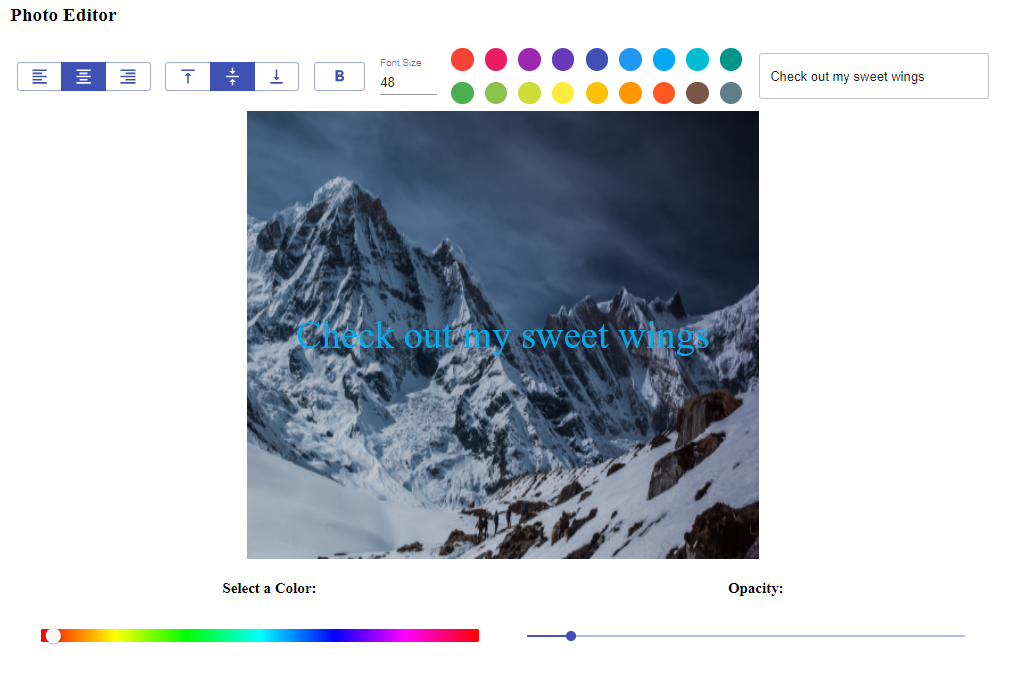 Photo Editor
B
Font Size
48
Check out my sweet wings
Check out my sweet wings
Select a Color:
Opacity: